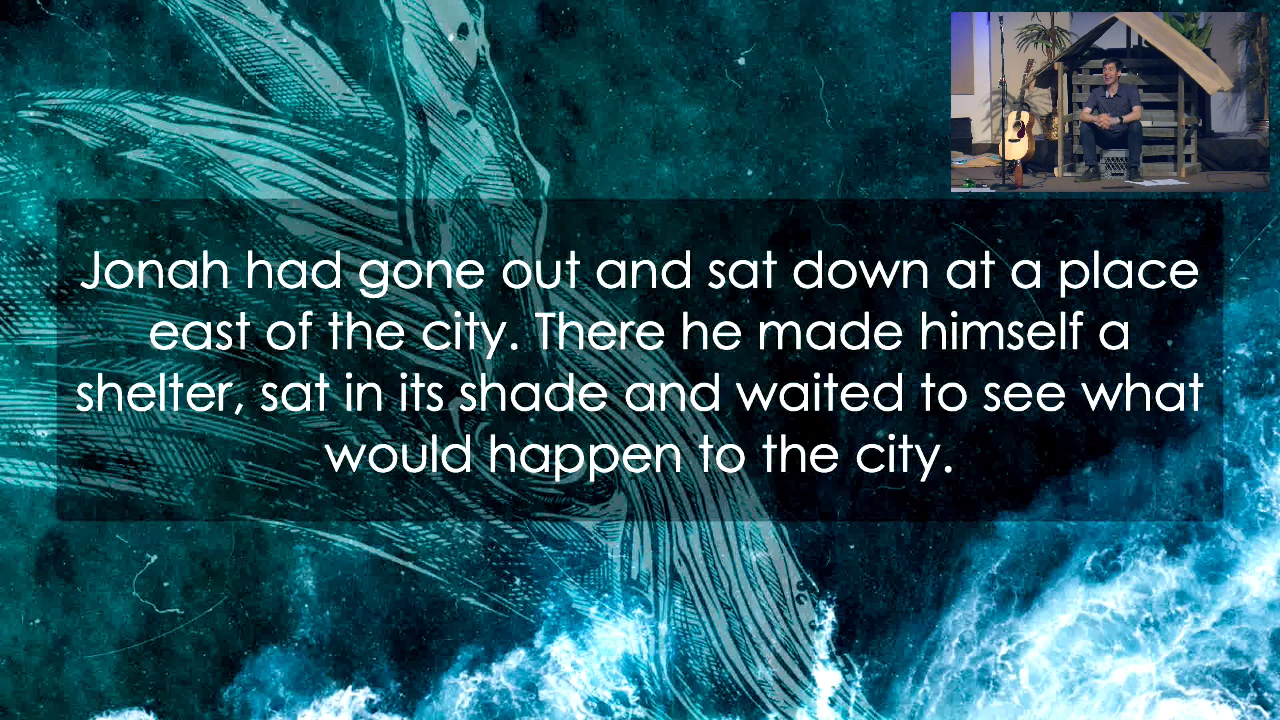 Jonah had gone out and sat down at a place
east of the city. There he made himself a
shelter, sat in its shade and waited to see what
would happen to the city.